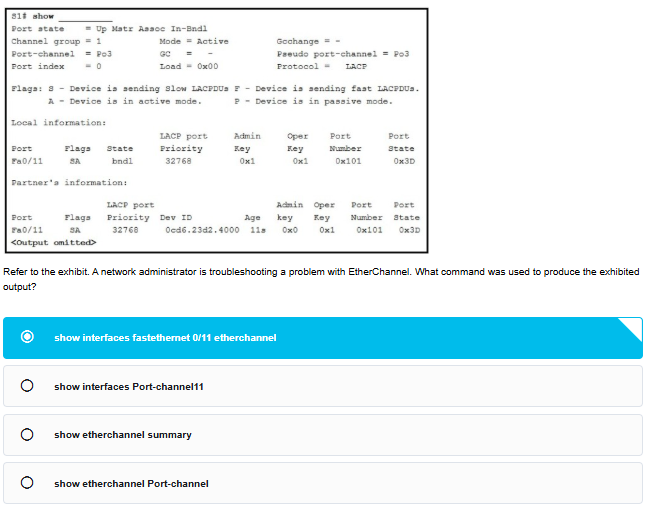 S1# show
Port state = Up Mstr Assoc In-Bndl
Channel group = 1 Mode = Active Gcchange = -
Port-channel = Po3 GC = - Pseudo port-channel = Po3
Port index = 0 Load = 0x00 Protocol = LACP
Flags: S - Device is sending Slow LACPDUs F - Device is sending fast LACPDUs.
A - Device is in active mode. P - Device is in passive mode.
Local information:
LACP port Admin Oper Port Port
Port Flags State Priority Key Key Number State
Fa0/11 SA bndl 32768 0x1 0x1 0x101 0x3D
Partner's information:
LACP port Admin Oper Port Port
Port Flags Priority Dev ID Age key Key Number State
Fa0/11 SA 32768 0cd6.23d2.4000 11s 0x0 0x1 0x101 0x3D
<Output omitted>
Refer to the exhibit. A network administrator is troubleshooting a problem with EtherChannel. What command was used to produce the exhibited
output?
show interfaces fastethernet 0/11 etherchannel
show interfaces Port-channel11
show etherchannel summary
show etherchannel Port-channel